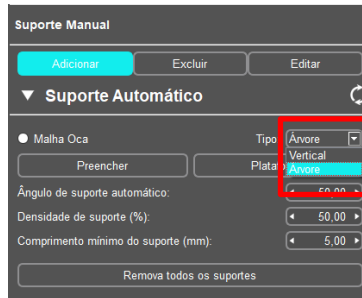 Suporte Manual
Adicionar Excluir Editar
▼ Suporte Automático
Malha Oca Tipo Árvore
Vertical
Árvore
Preencher
Ângulo de suporte automático: 50,00
Densidade de suporte (%): 50,00
Comprimento mínimo do suporte (mm): 5,00
Remova todos os suportes